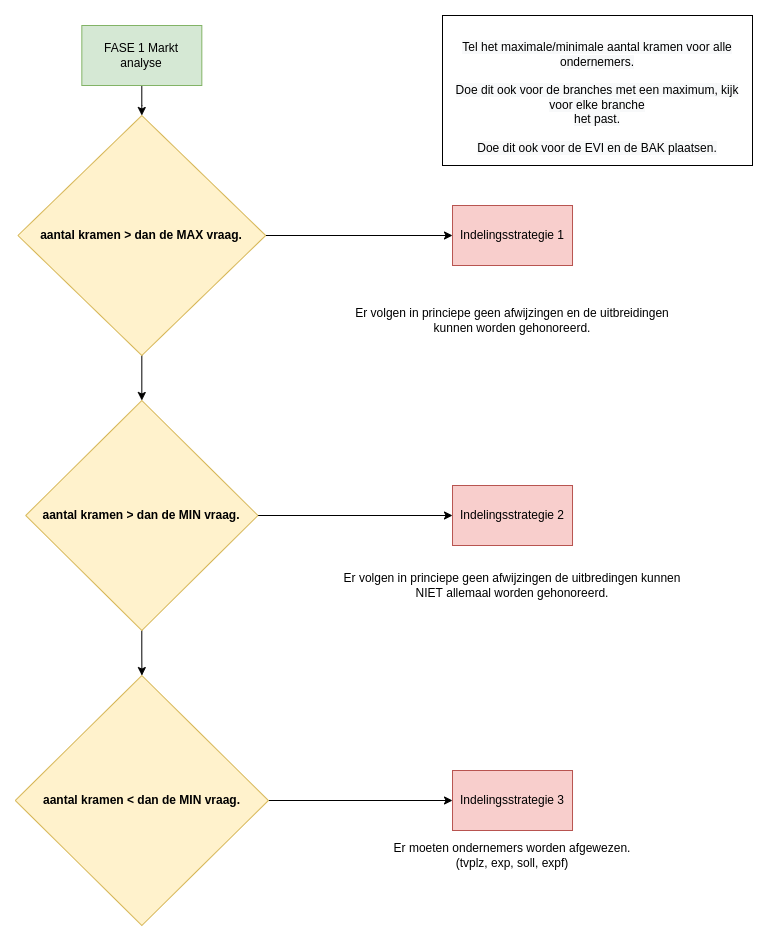 FASE 1 Markt
analyse
Tel het maximale/minimale aantal kramen voor alle
ondernemers.
Doe dit ook voor de branches met een maximum, kijk
voor elke branche
het past.
Doe dit ook voor de EVI en de BAK plaatsen.
aantal kramen > dan de MAX vraag.
Indelingsstrategie 1
Er volgen in princiepe geen afwijzingen en de uitbreidingen
kunnen worden gehonoreerd.
aantal kramen > dan de MIN vraag.
Indelingsstrategie 2
Er volgen in princiepe geen afwijzingen de uitbredingen kunnen
NIET allemaal worden gehonoreerd.
aantal kramen < dan de MIN vraag.
Indelingsstrategie 3
Er moeten ondernemers worden afgewezen.
(tvplz, exp, soll, expf)